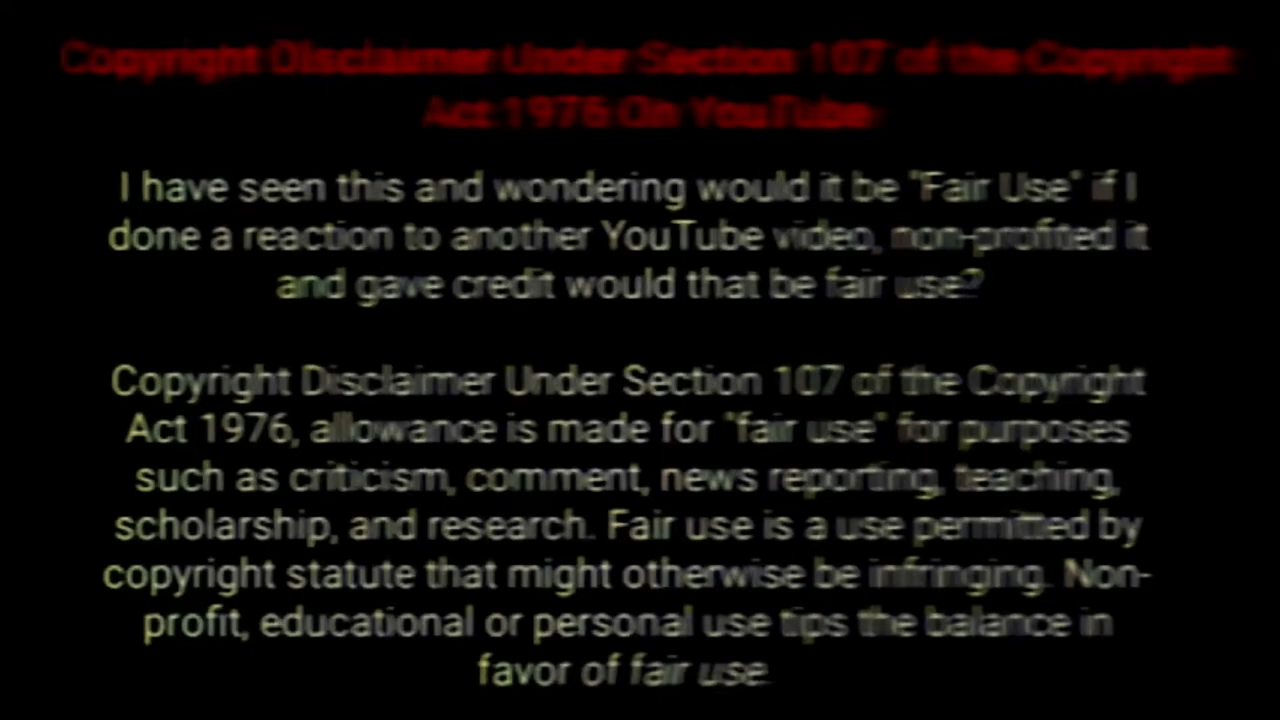 Copyright Disclaimer Under Section 107 of the Copyright
Act 1976 On YouTube
I have seen this and wondering would it be "Fair Use" if I
done a reaction to another YouTube video, non-profited it
and gave credit would that be fair use?
Copyright Disclaimer Under Section 107 of the Copyright
Act 1976, allowance is made for "fair use" for purposes
such as criticism, comment, news reporting, teaching,
scholarship, and research. Fair use is a use permitted by
copyright statute that might otherwise be infringing. Non-
profit, educational or personal use tips the balance in
favor of fair use.